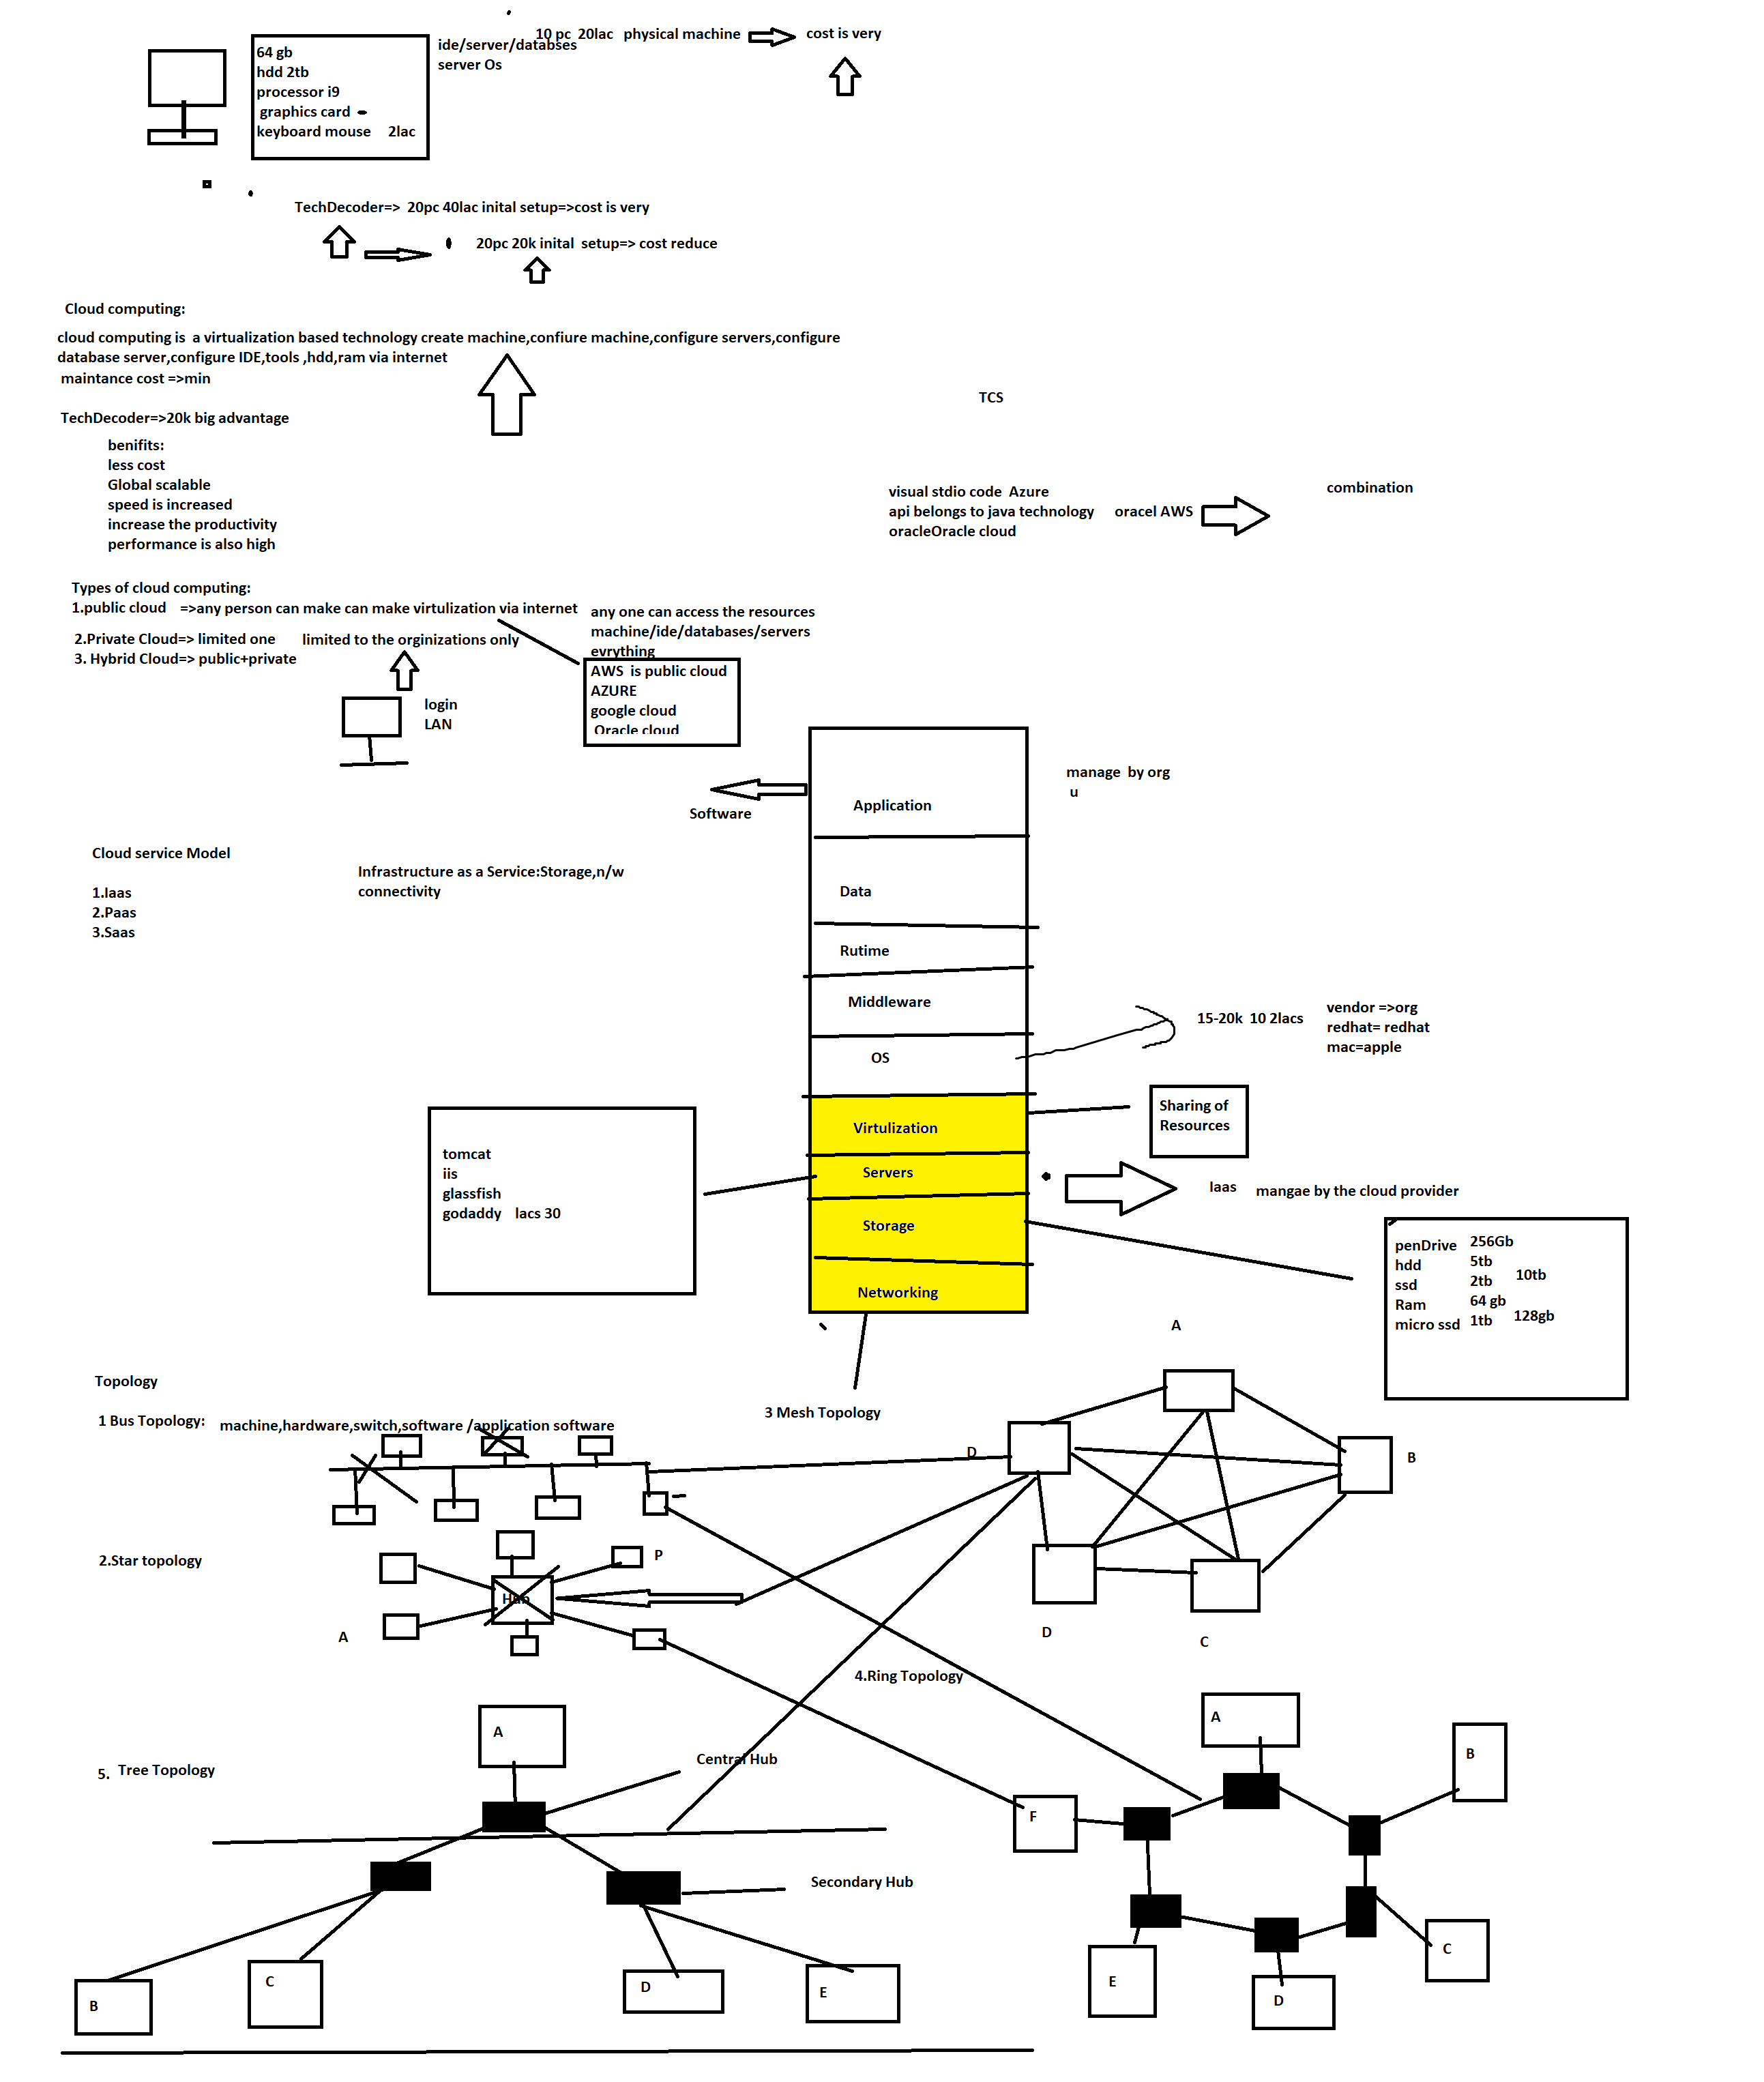 10 pc  20lac   physical machine
cost is very
ide/server/databses
server Os
64 gb
hdd 2tb
processor i9
graphics card
keyboard mouse    2lac
TechDecoder=>  20pc 40lac inital setup=>cost is very
20pc 20k inital  setup=> cost reduce
Cloud computing:
cloud computing is  a virtualization based technology create machine,confiure machine,configure servers,configure
database server,configure IDE,tools ,hdd,ram via internet
maintance cost =>min
TCS
TechDecoder=>20k big advantage
benifits:
less cost
Global scalable
speed is increased
increase the productivity
performance is also high
visual stdio code  Azure
api belongs to java technology
oracleOracle cloud
oracel AWS
combination
Types of cloud computing:
1.public cloud
=>any person can make can make virtulization via internet
2.Private Cloud=> limited one
limited to the orginizations only
3. Hybrid Cloud=> public+private
any one can access the resources
machine/ide/databases/servers
evrything
AWS  is public cloud
AZURE
google cloud
Oracle cloud
login
LAN
Software
Application
Data
Rutime
Middleware
OS
Virtulization
Servers
Storage
Networking
manage  by org
u
Cloud service Model
1.Iaas
2.Paas
3.Saas
Infrastructure as a Service:Storage,n/w
connectivity
15-20k  10 2lacs
vendor =>org
redhat= redhat
mac=apple
Sharing of
Resources
tomcat
iis
glassfish
godaddy    lacs 30
Iaas
mangae by the cloud provider
penDrive
hdd
ssd
Ram
micro ssd
256Gb
5tb
2tb
64 gb
1tb
10tb
128gb
Topology
1 Bus Topology:
machine,hardware,switch,software /application software
3 Mesh Topology
A
D
B
D
C
2.Star topology
P
Hub
A
4.Ring Topology
A
B
F
C
E
D
5.
Tree Topology
A
Central Hub
Secondary Hub
B
C
D
E